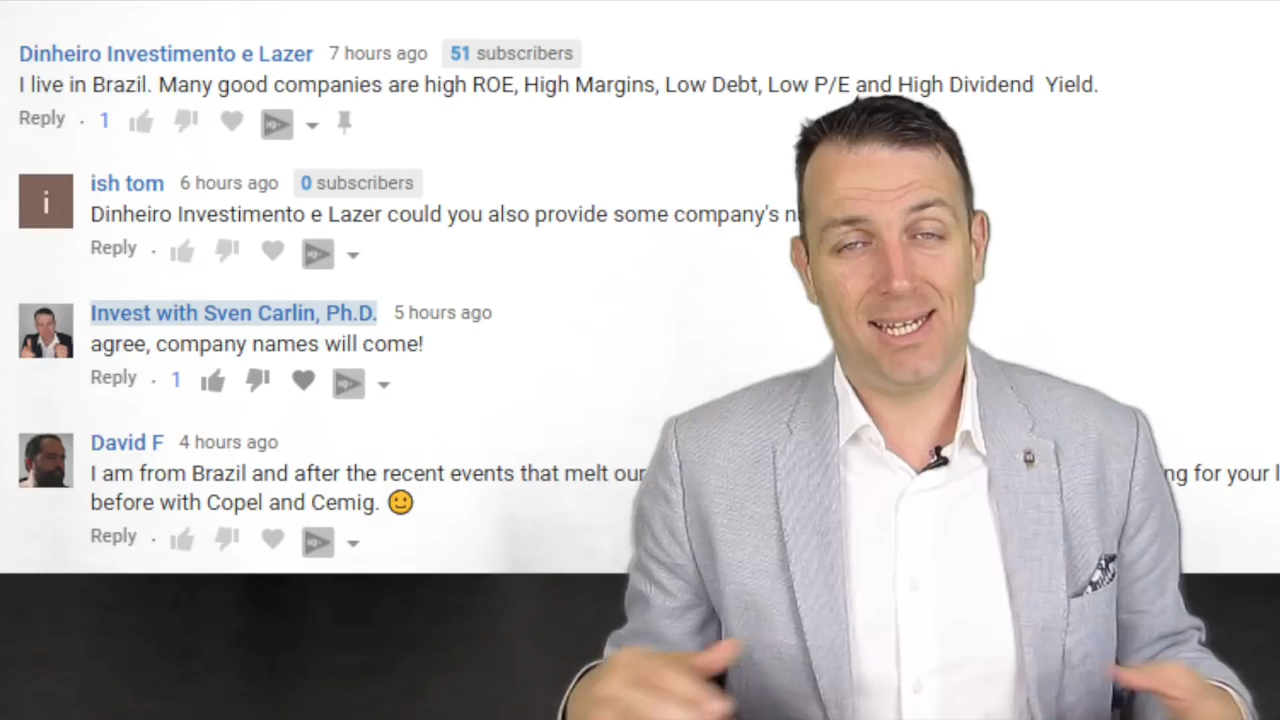 Dinheiro Investimento e Lazer 7 hours ago 51 subscribers
I live in Brazil. Many good companies are high ROE, High Margins, Low Debt, Low P/E and High Dividend Yield.
Reply · 1
i
ish tom 6 hours ago 0 subscribers
Dinheiro Investimento e Lazer could you also provide some company's
Reply ·
Invest with Sven Carlin, Ph.D. 5 hours ago
agree, company names will come!
Reply · 1
David F 4 hours ago
I am from Brazil and after the recent events that melt our for your
before with Copel and Cemig.
Reply ·